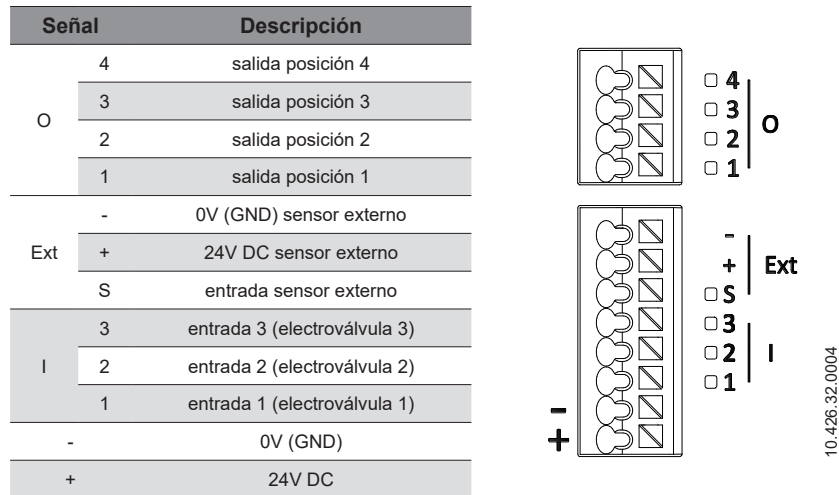 Señal Descripción
O
4 salida posición 4
3 salida posición 3
2 salida posición 2
1 salida posición 1
Ext
- 0V (GND) sensor externo
+ 24V DC sensor externo
S entrada sensor externo
I
3 entrada 3 (electroválvula 3)
2 entrada 2 (electroválvula 2)
1 entrada 1 (electroválvula 1)
- 0V (GND)
+ 24V DC
4
3
2
1
O
-
+
S
Ext
3
2
1
I
-
+
10.426.32.0004